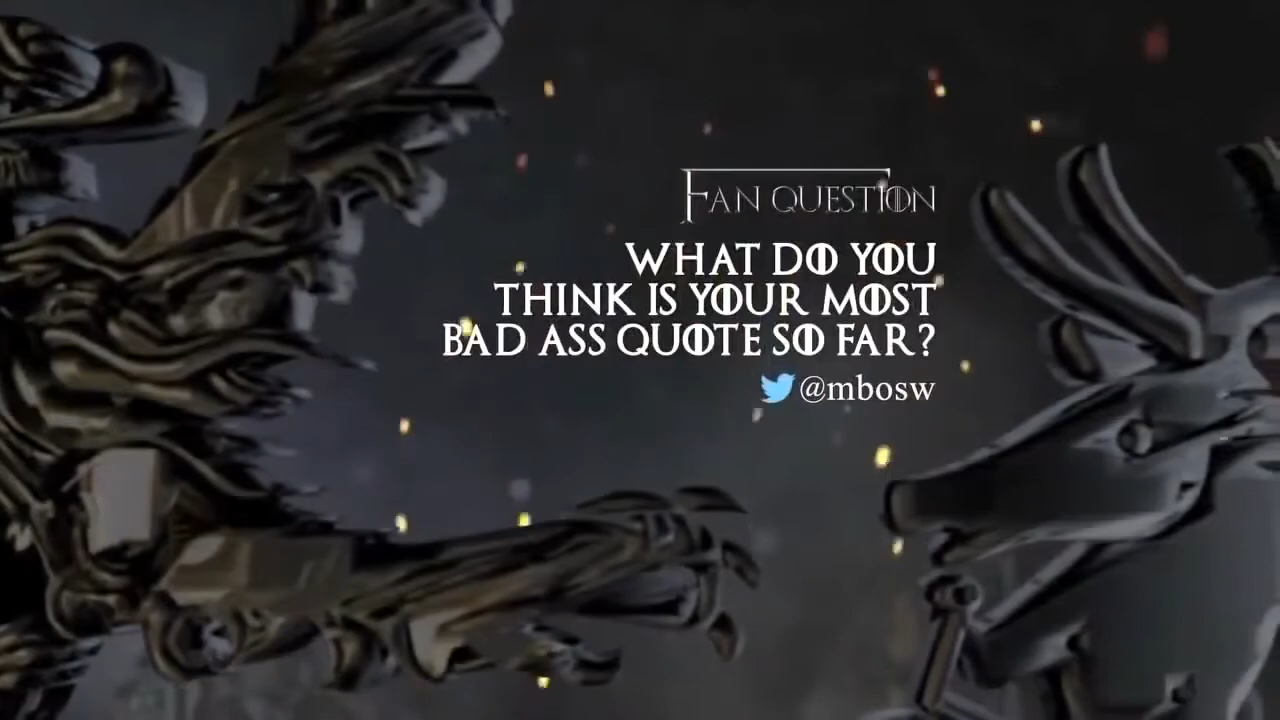 FAN QUESTION
WHAT DO YOU
THINK IS YOUR MOST
BAD ASS QUOTE SO FAR?
@mbosw